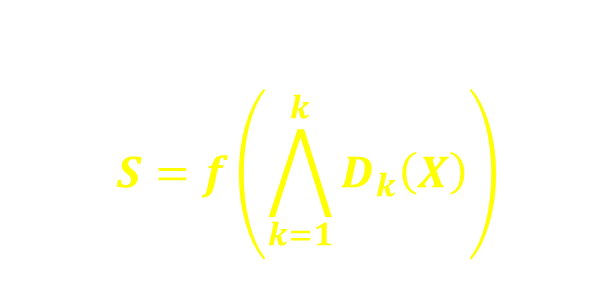 S = f(⋀_{k=1}^{k} D_k(X))